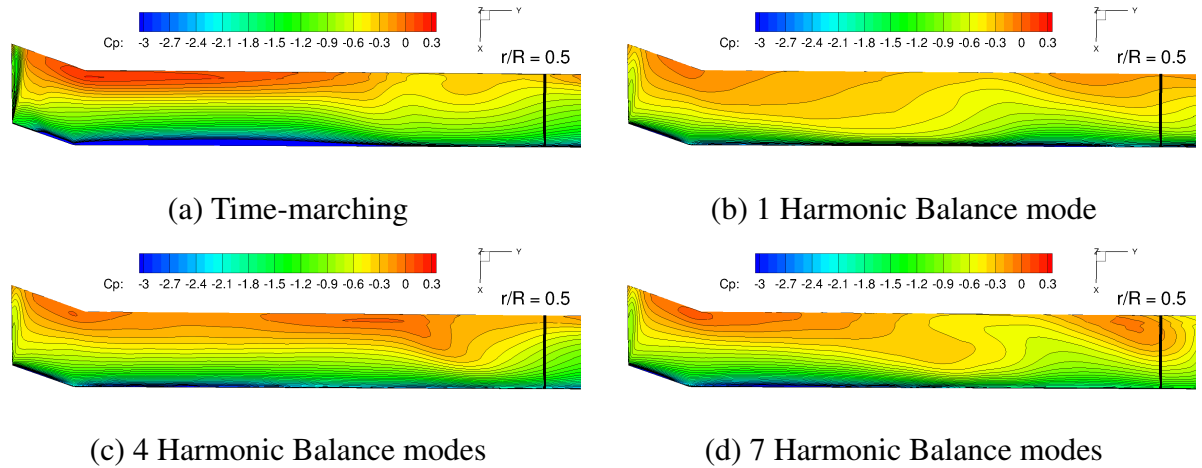 Z Y
Cp: -3 -2.7 -2.4 -2.1 -1.8 -1.5 -1.2 -0.9 -0.6 -0.3 0 0.3
X
r/R = 0.5
(a) Time-marching
Z Y
Cp: -3 -2.7 -2.4 -2.1 -1.8 -1.5 -1.2 -0.9 -0.6 -0.3 0 0.3
X
r/R = 0.5
(b) 1 Harmonic Balance mode
Z Y
Cp: -3 -2.7 -2.4 -2.1 -1.8 -1.5 -1.2 -0.9 -0.6 -0.3 0 0.3
X
r/R = 0.5
(c) 4 Harmonic Balance modes
Z Y
Cp: -3 -2.7 -2.4 -2.1 -1.8 -1.5 -1.2 -0.9 -0.6 -0.3 0 0.3
X
r/R = 0.5
(d) 7 Harmonic Balance modes